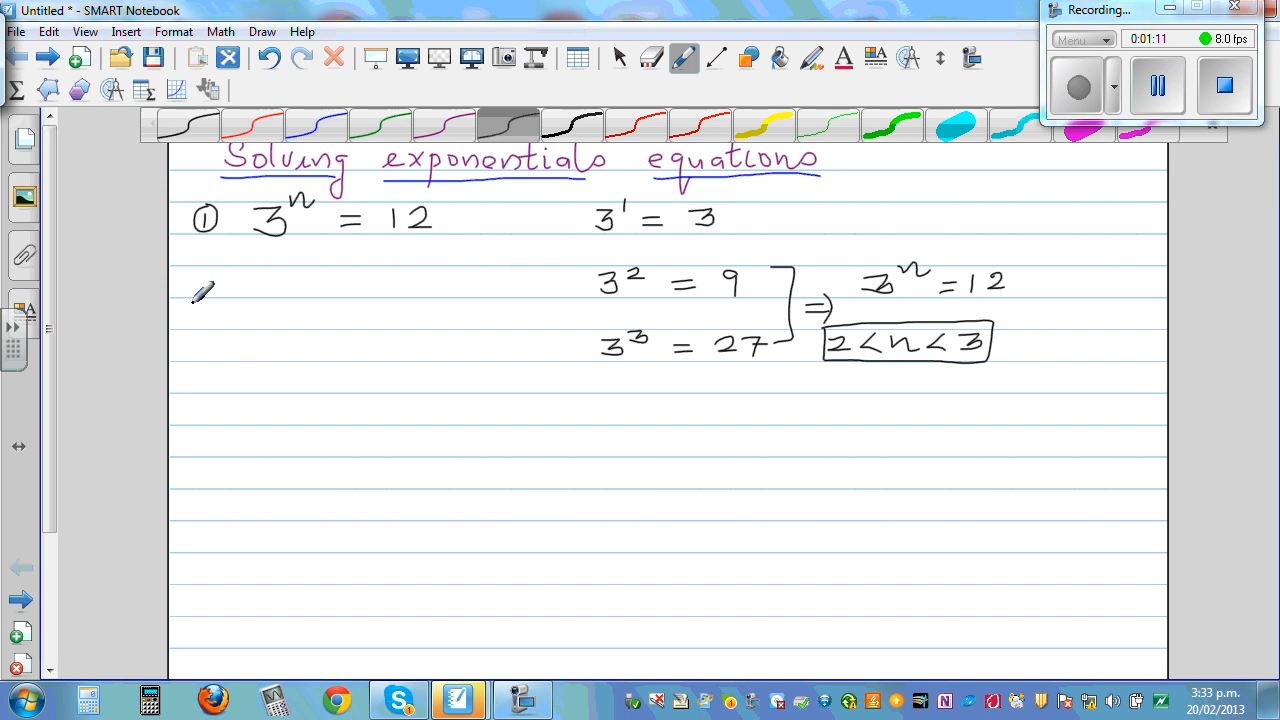 Untitled * - SMART Notebook
File Edit View Insert Format Math Draw Help
Recording...
Menu 0:01:11 8.0 fps
Solving exponentials equations
① 3ⁿ = 12 3¹ = 3
3² = 9 ⇒ 3ⁿ = 12
3³ = 27 2 < n < 3
3:33 p.m.
20/02/2013